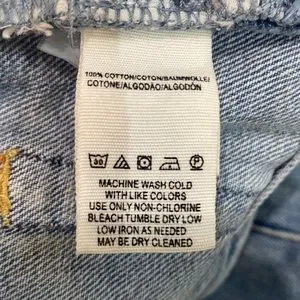 100% COTTON/COTON/BAUMWOLLE/
COTONE/ALGODÃO/ALGODÓN
MACHINE WASH COLD
WITH LIKE COLORS
USE ONLY NON-CHLORINE
BLEACH TUMBLE DRY LOW
LOW IRON AS NEEDED
MAY BE DRY CLEANED